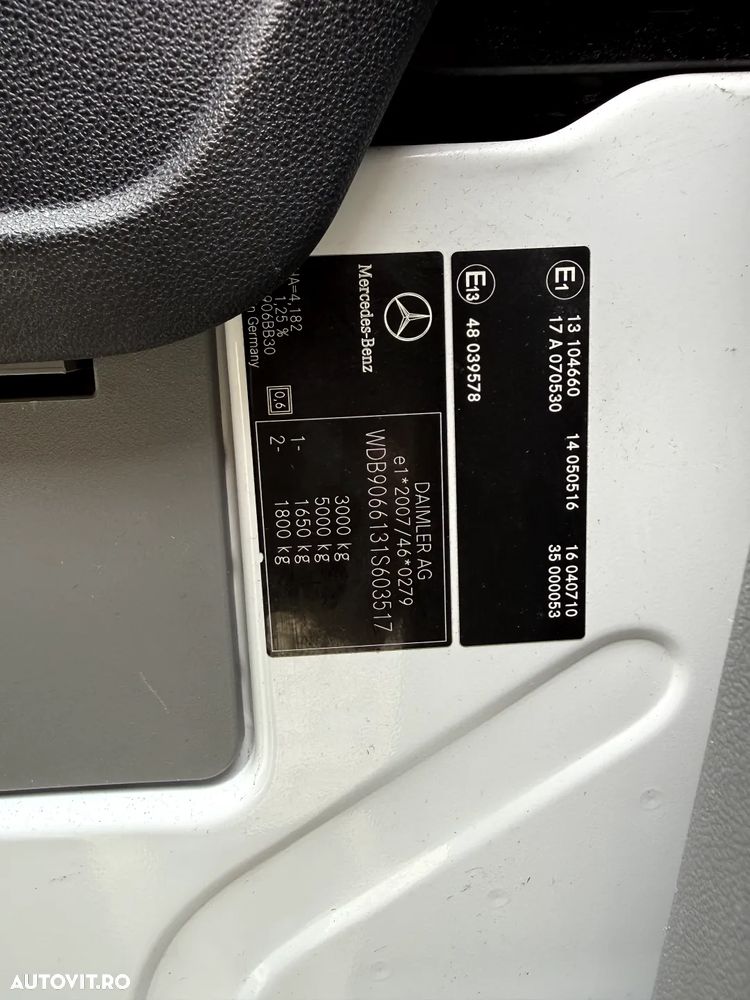 E1
13 104660 14 050516 16 040710
17 A 070530 35 000053
E13
48 039578
Mercedes-Benz
DAIMLER AG
e1*2007/46*0279
WDB9066131S603517
3000 kg
5000 kg
1- 1650 kg
2- 1800 kg
0,6
=4,182
1,25 %
906BB30
Germany
AUTOVIT.RO